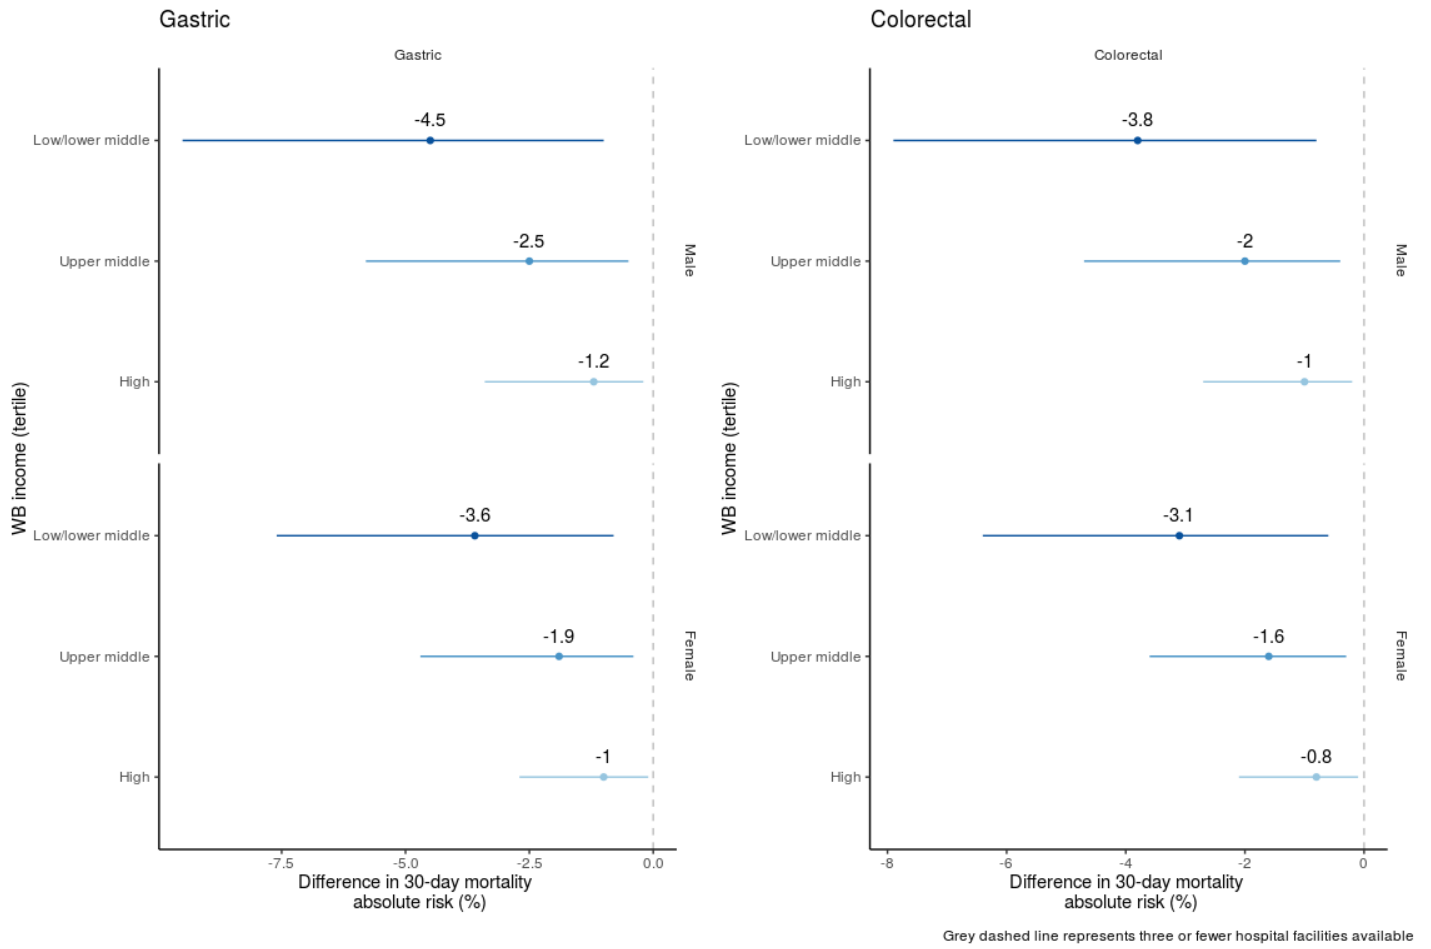 Gastric
Gastric
-4.5
Low/lower middle
-2.5
Upper middle
Male
-1.2
High
WB income (tertile)
-3.6
Low/lower middle
-1.9
Upper middle
Female
-1
High
-7.5 -5.0 -2.5 0.0
Difference in 30-day mortality
absolute risk (%)
Colorectal
Colorectal
-3.8
Low/lower middle
-2
Upper middle
Male
-1
High
WB income (tertile)
-3.1
Low/lower middle
-1.6
Upper middle
Female
-0.8
High
-8 -6 -4 -2 0
Difference in 30-day mortality
absolute risk (%)
Grey dashed line represents three or fewer hospital facilities available